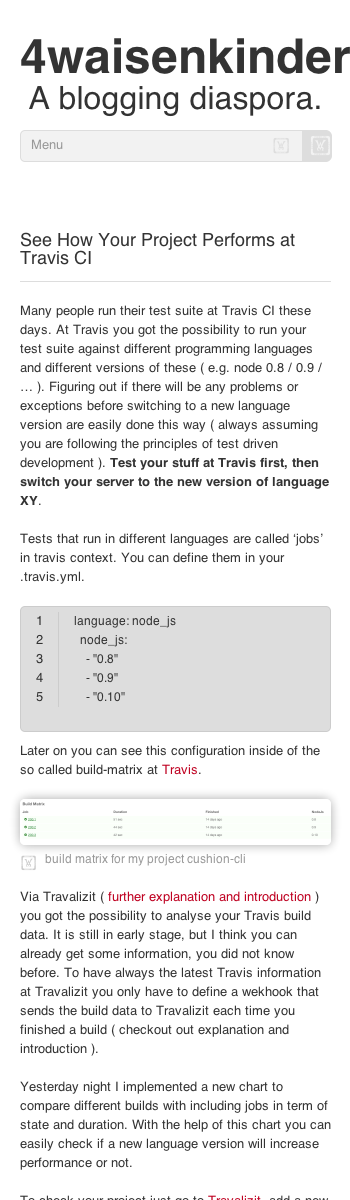 4waisenkinder
A blogging diaspora.
Menu
See How Your Project Performs at
Travis CI
Many people run their test suite at Travis CI these
days. At Travis you got the possibility to run your
test suite against different programming languages
and different versions of these ( e.g. node 0.8 / 0.9 /
… ). Figuring out if there will be any problems or
exceptions before switching to a new language
version are easily done this way ( always assuming
you are following the principles of test driven
development ). Test your stuff at Travis first, then
switch your server to the new version of language
XY.
Tests that run in different languages are called ‘jobs’
in travis context. You can define them in your
.travis.yml.
1 language: node_js
2 node_js:
3 - "0.8"
4 - "0.9"
5 - "0.10"
Later on you can see this configuration inside of the
so called build-matrix at Travis.
Build Matrix
build matrix for my project cushion-cli
Via Travalizit ( further explanation and introduction )
you got the possibility to analyse your Travis build
data. It is still in early stage, but I think you can
already get some information, you did not know
before. To have always the latest Travis information
at Travalizit you only have to define a wekhook that
sends the build data to Travalizit each time you
finished a build ( checkout out explanation and
introduction ).
Yesterday night I implemented a new chart to
compare different builds with including jobs in term of
state and duration. With the help of this chart you can
easily check if a new language version will increase
performance or not.
To check your project just go to Travalizit, add a new